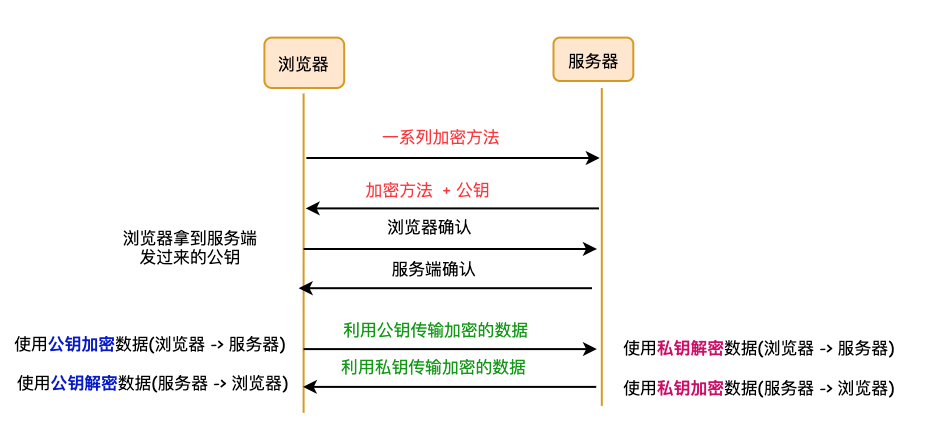 浏览器
服务器
一系列加密方法
加密方法 + 公钥
浏览器确认
浏览器拿到服务端
发过来的公钥
服务端确认
利用公钥传输加密的数据
使用公钥加密数据(浏览器 -> 服务器)
使用私钥解密数据(浏览器 -> 服务器)
利用私钥传输加密的数据
使用公钥解密数据(服务器 -> 浏览器)
使用私钥加密数据(服务器 -> 浏览器)